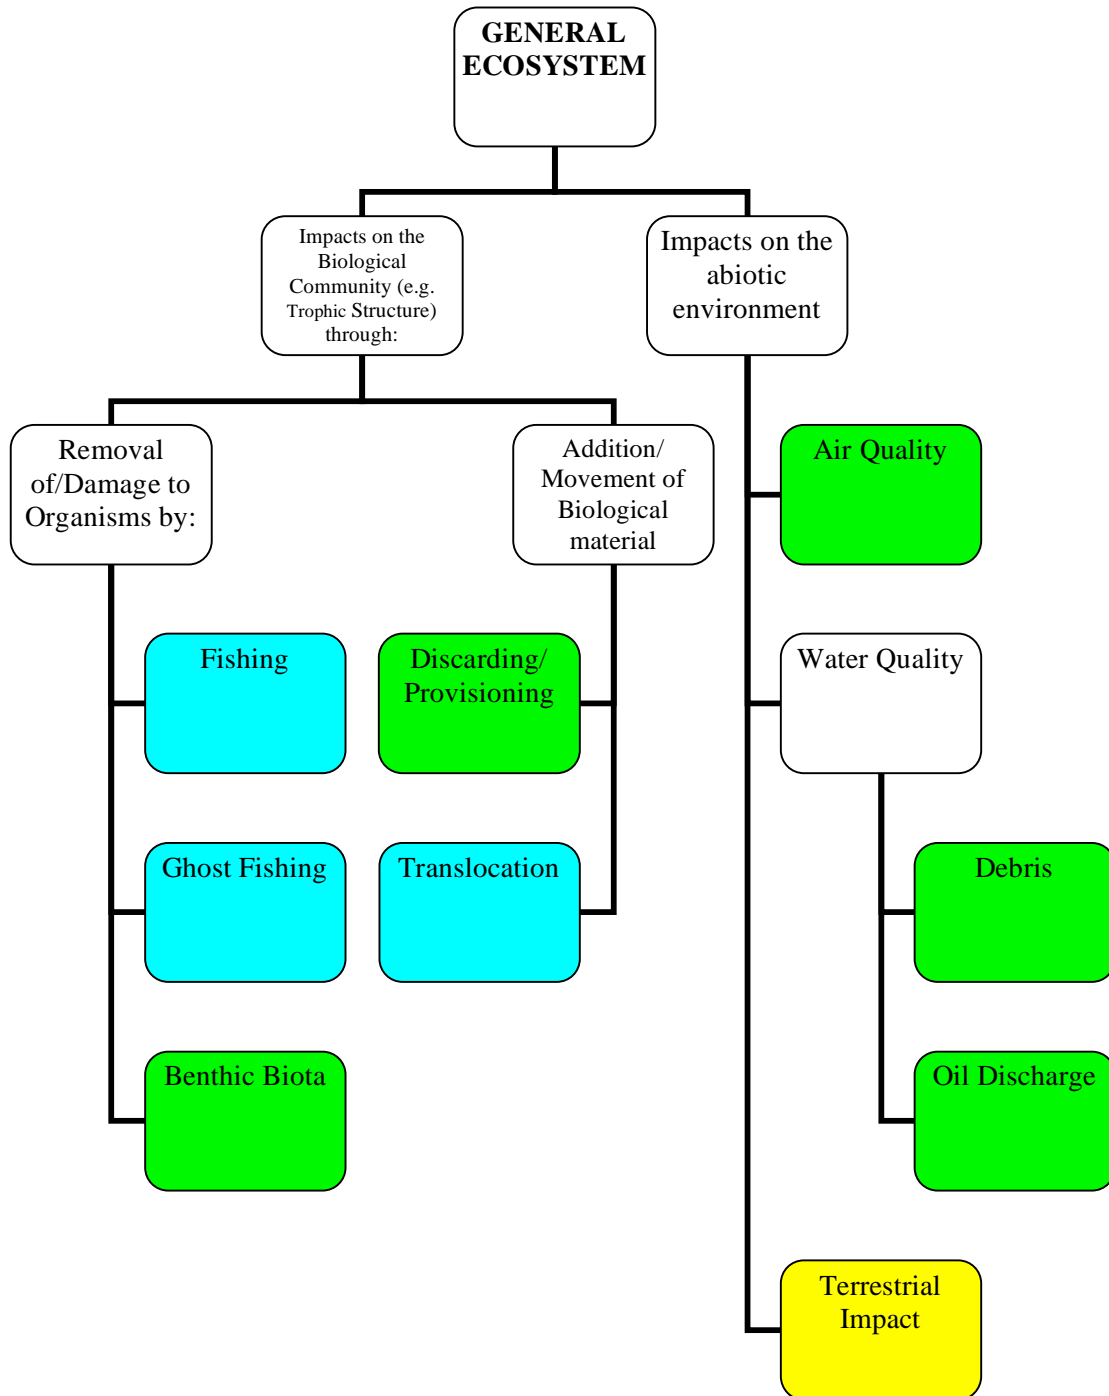 GENERAL
ECOSYSTEM
Impacts on the
Biological
Community (e.g.
Trophic Structure)
through:
Impacts on the
abiotic
environment
Removal
of/Damage to
Organisms by:
Addition/
Movement of
Biological
material
Air Quality
Fishing
Discarding/
Provisioning
Water Quality
Ghost Fishing
Translocation
Debris
Benthic Biota
Oil Discharge
Terrestrial
Impact